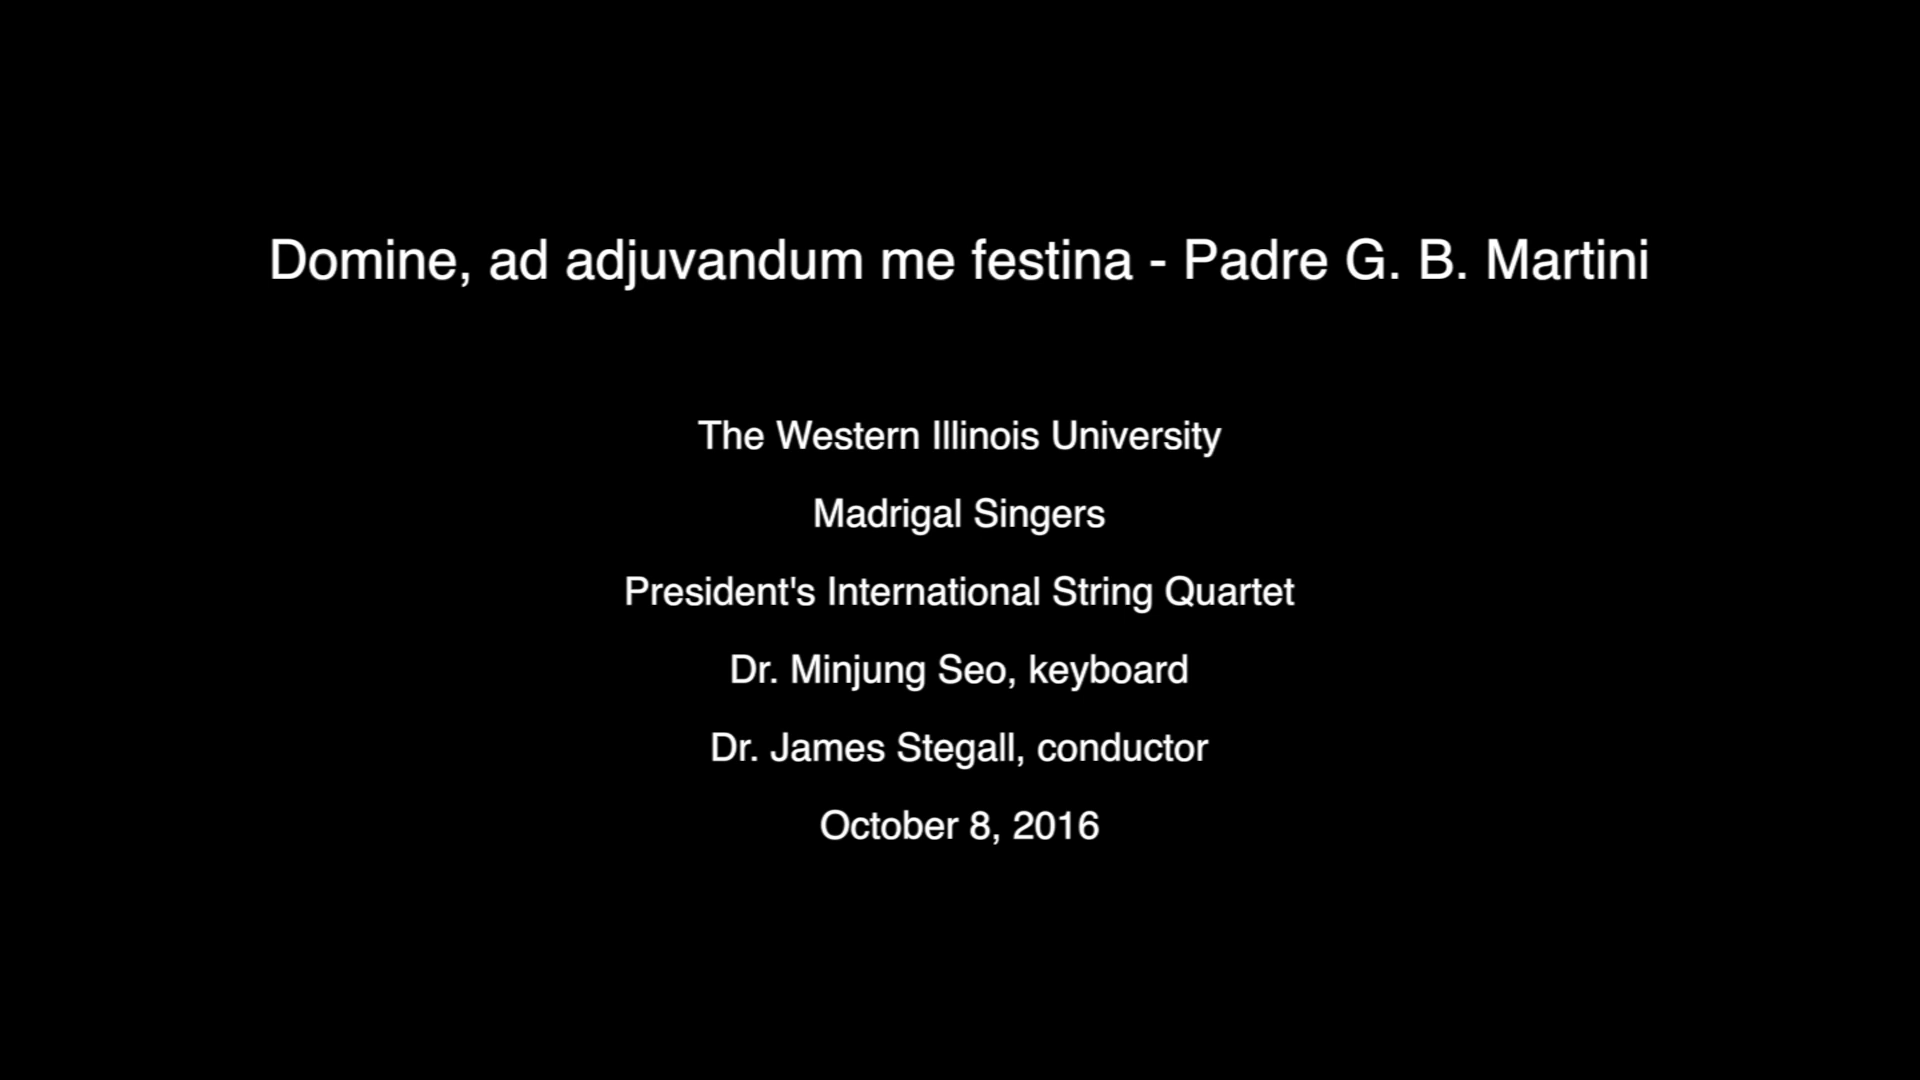 Domine, ad adjuvandum me festina - Padre G. B. Martini
The Western Illinois University
Madrigal Singers
President's International String Quartet
Dr. Minjung Seo, keyboard
Dr. James Stegall, conductor
October 8, 2016